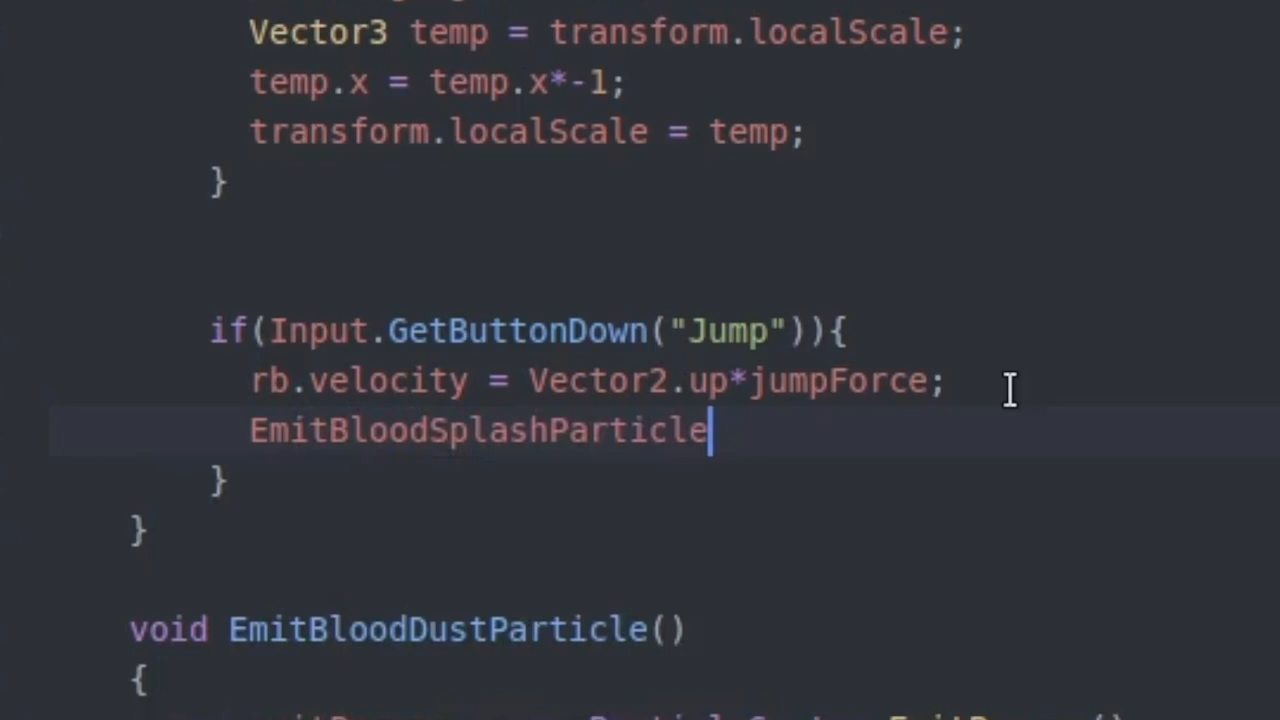 Vector3 temp = transform.localScale;
temp.x = temp.x*-1;
transform.localScale = temp;
}
if(Input.GetButtonDown("Jump")){
rb.velocity = Vector2.up*jumpForce;
EmitBloodSplashParticle
}
}
void EmitBloodDustParticle()
{